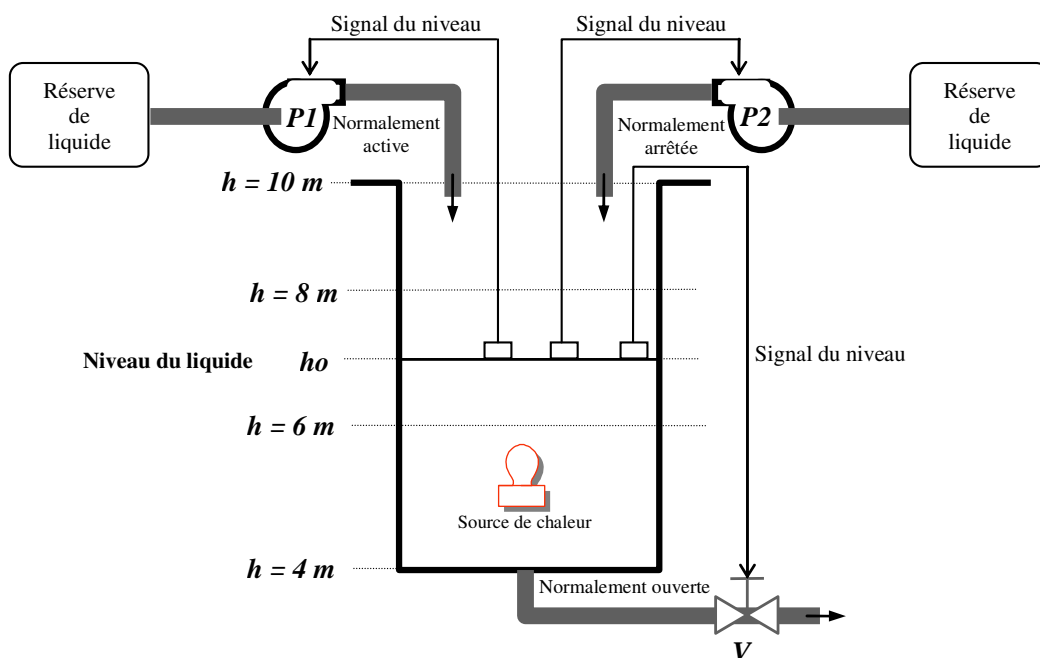 Signal du niveau
Signal du niveau
Réserve
de
liquide
P1
Normalement
active
P2
Normalement
arrêtée
Réserve
de
liquide
h = 10 m
h = 8 m
Niveau du liquide
ho
Signal du niveau
h = 6 m
Source de chaleur
h = 4 m
Normalement ouverte
V